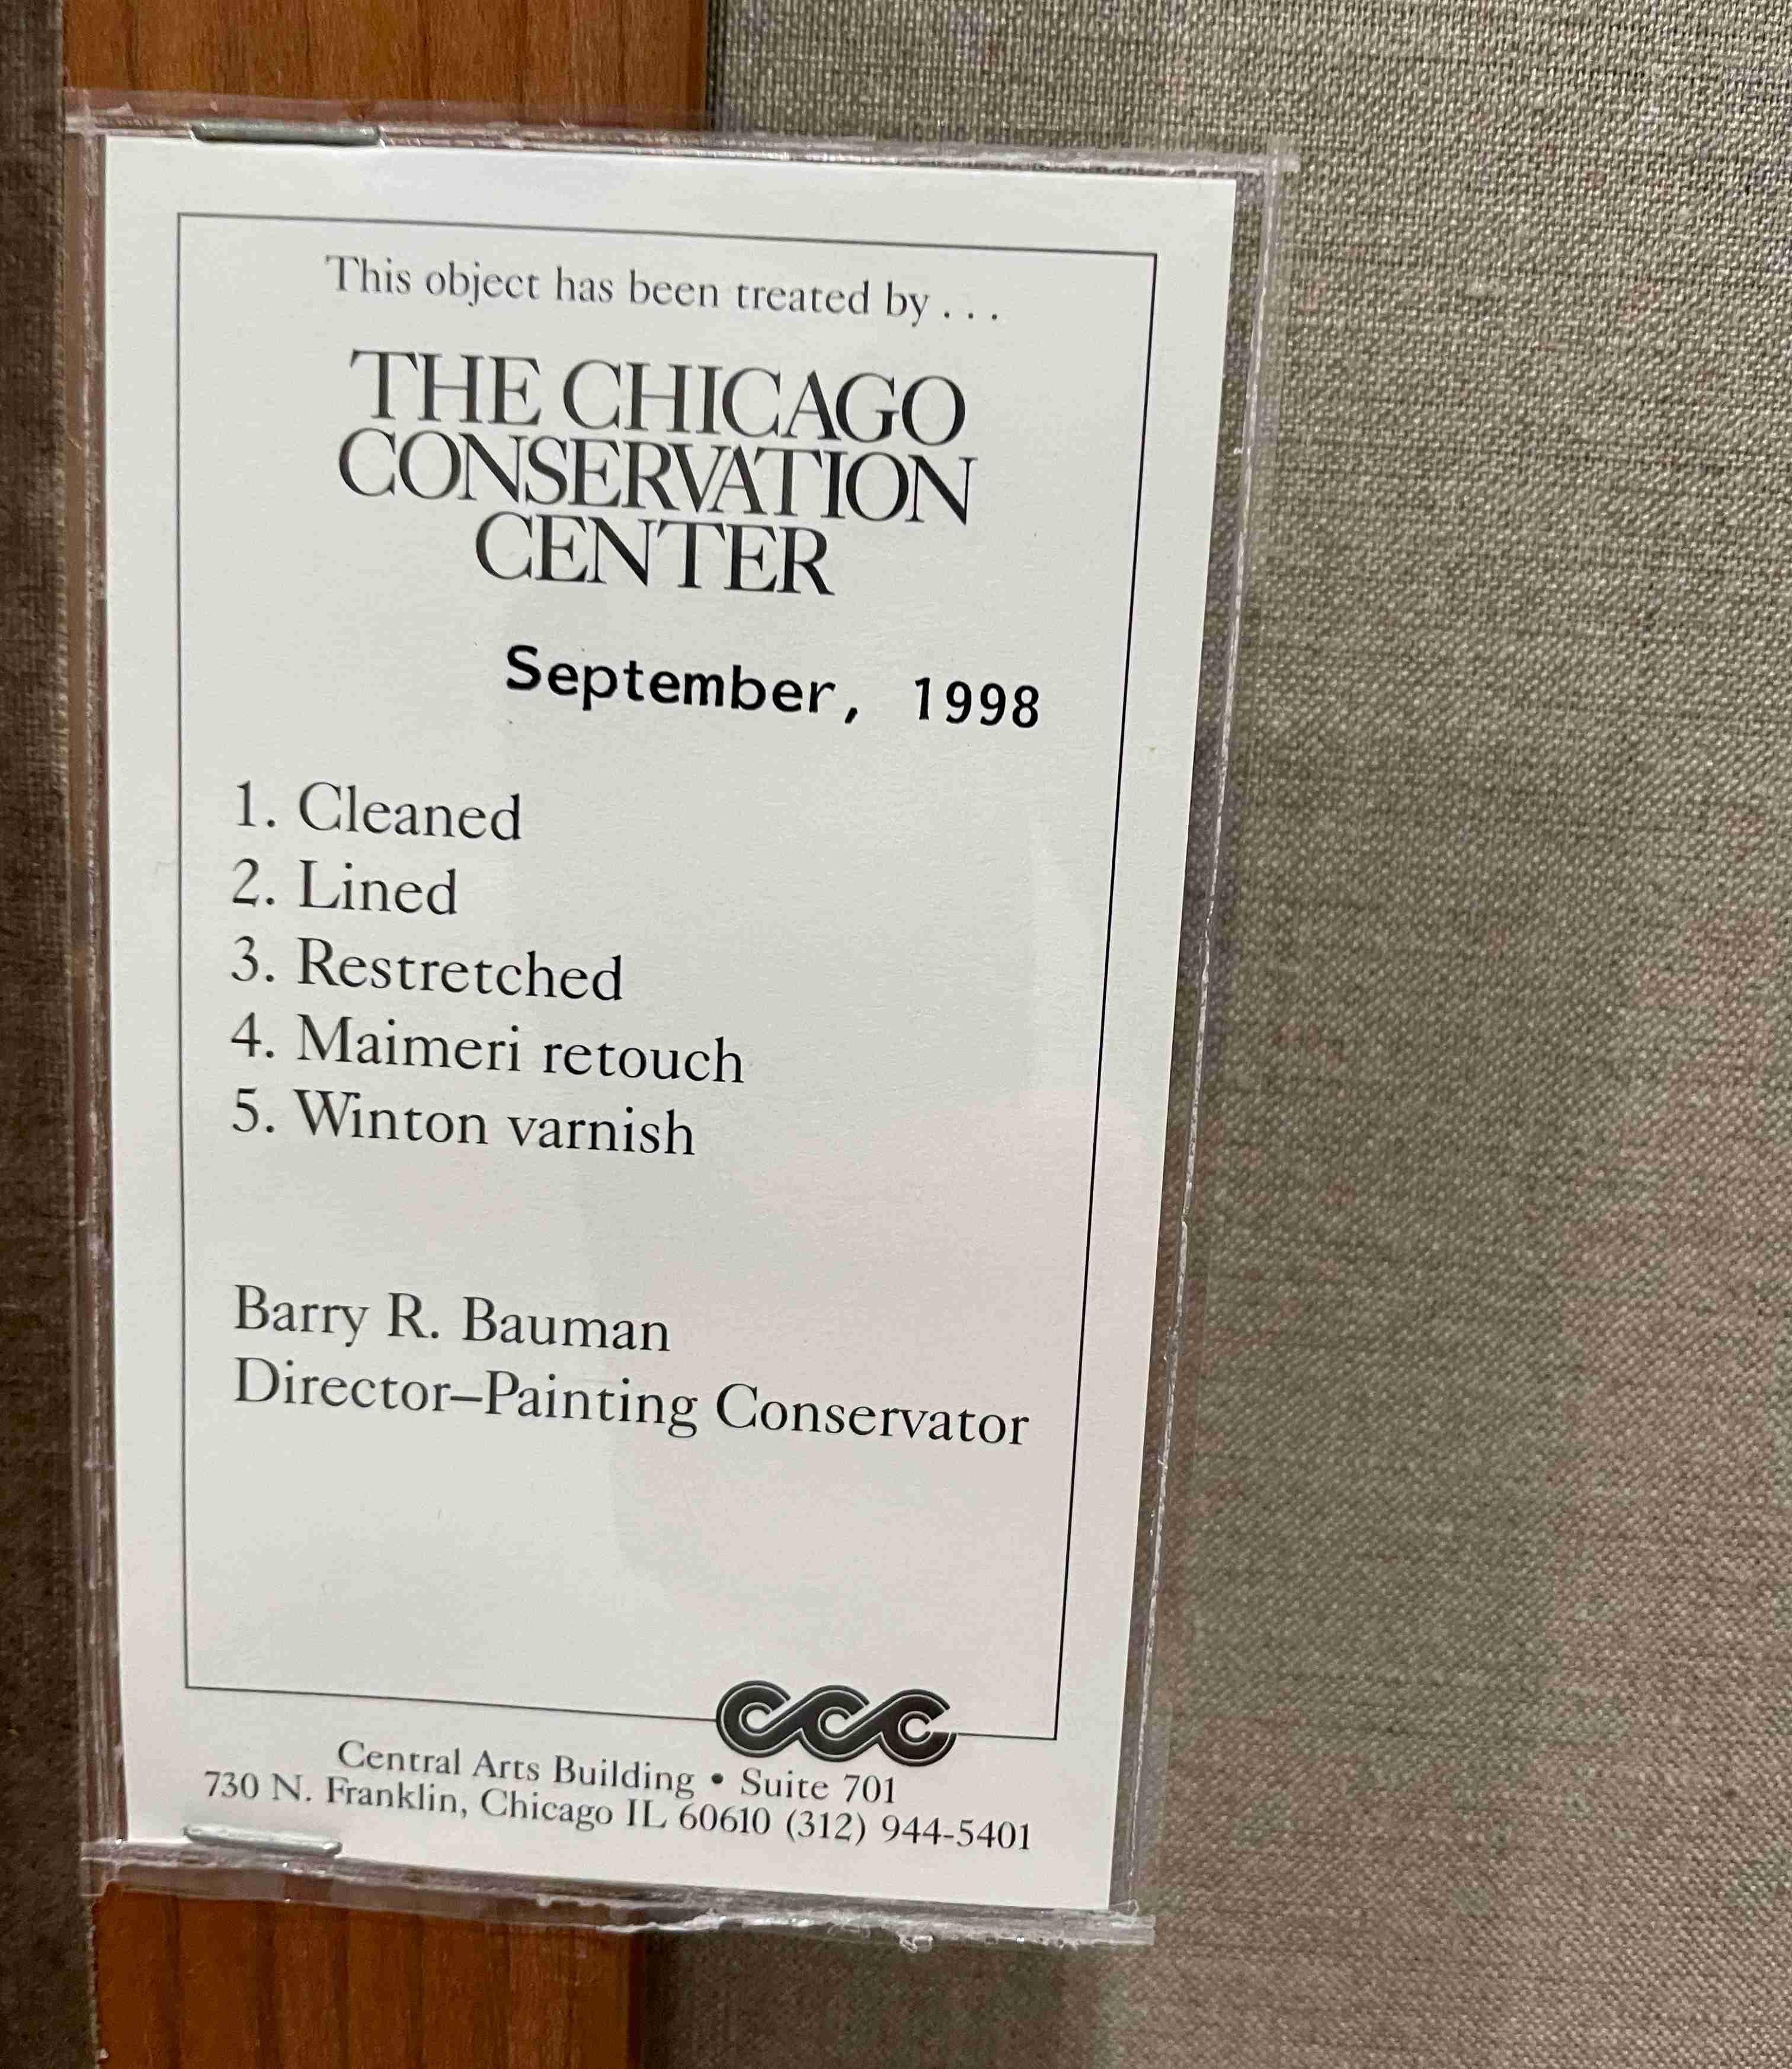 This object has been treated by . . .
THE CHICAGO
CONSERVATION
CENTER
September, 1998
1. Cleaned
2. Lined
3. Restretched
4. Maimeri retouch
5. Winton varnish
Barry R. Bauman
Director–Painting Conservator
CCC
Central Arts Building • Suite 701
730 N. Franklin, Chicago IL 60610 (312) 944-5401